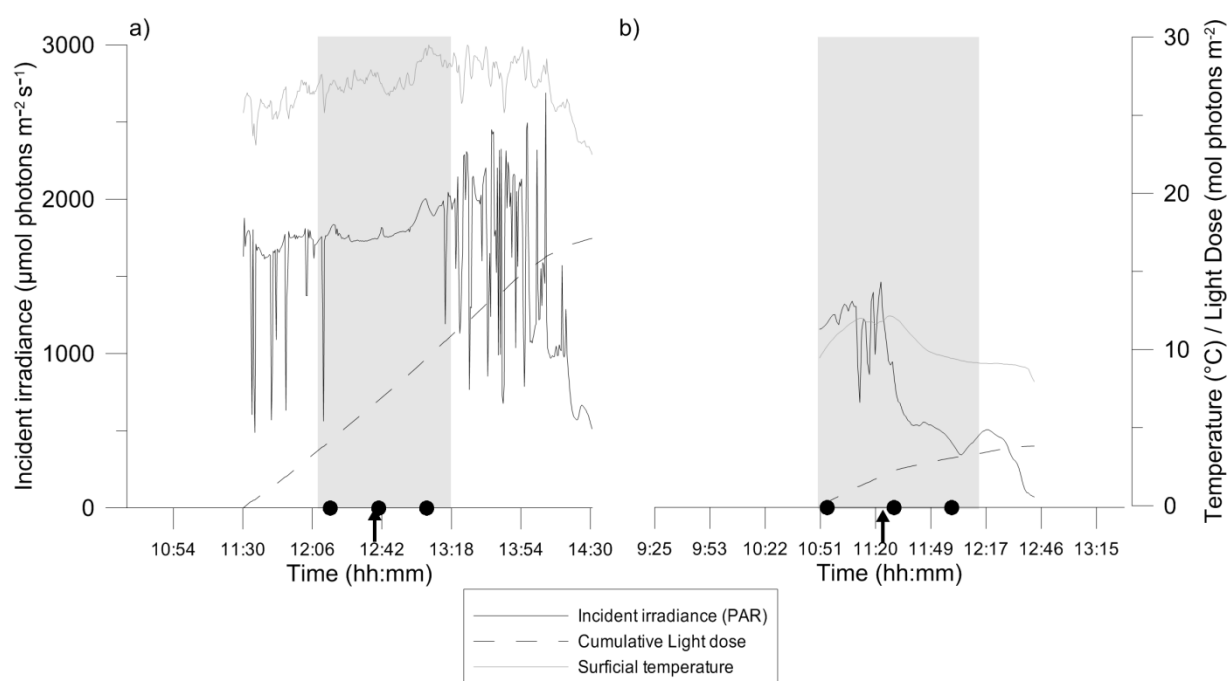 a)
b)
3000
2000
1000
0
Incident irradiance (µmol photons m⁻² s⁻¹)
30
20
10
0
Temperature (°C) / Light Dose (mol photons m⁻²)
10:54 11:30 12:06 12:42 13:18 13:54 14:30
Time (hh:mm)
9:25 9:53 10:22 10:51 11:20 11:49 12:17 12:46 13:15
Time (hh:mm)
Incident irradiance (PAR)
Cumulative Light dose
Surficial temperature